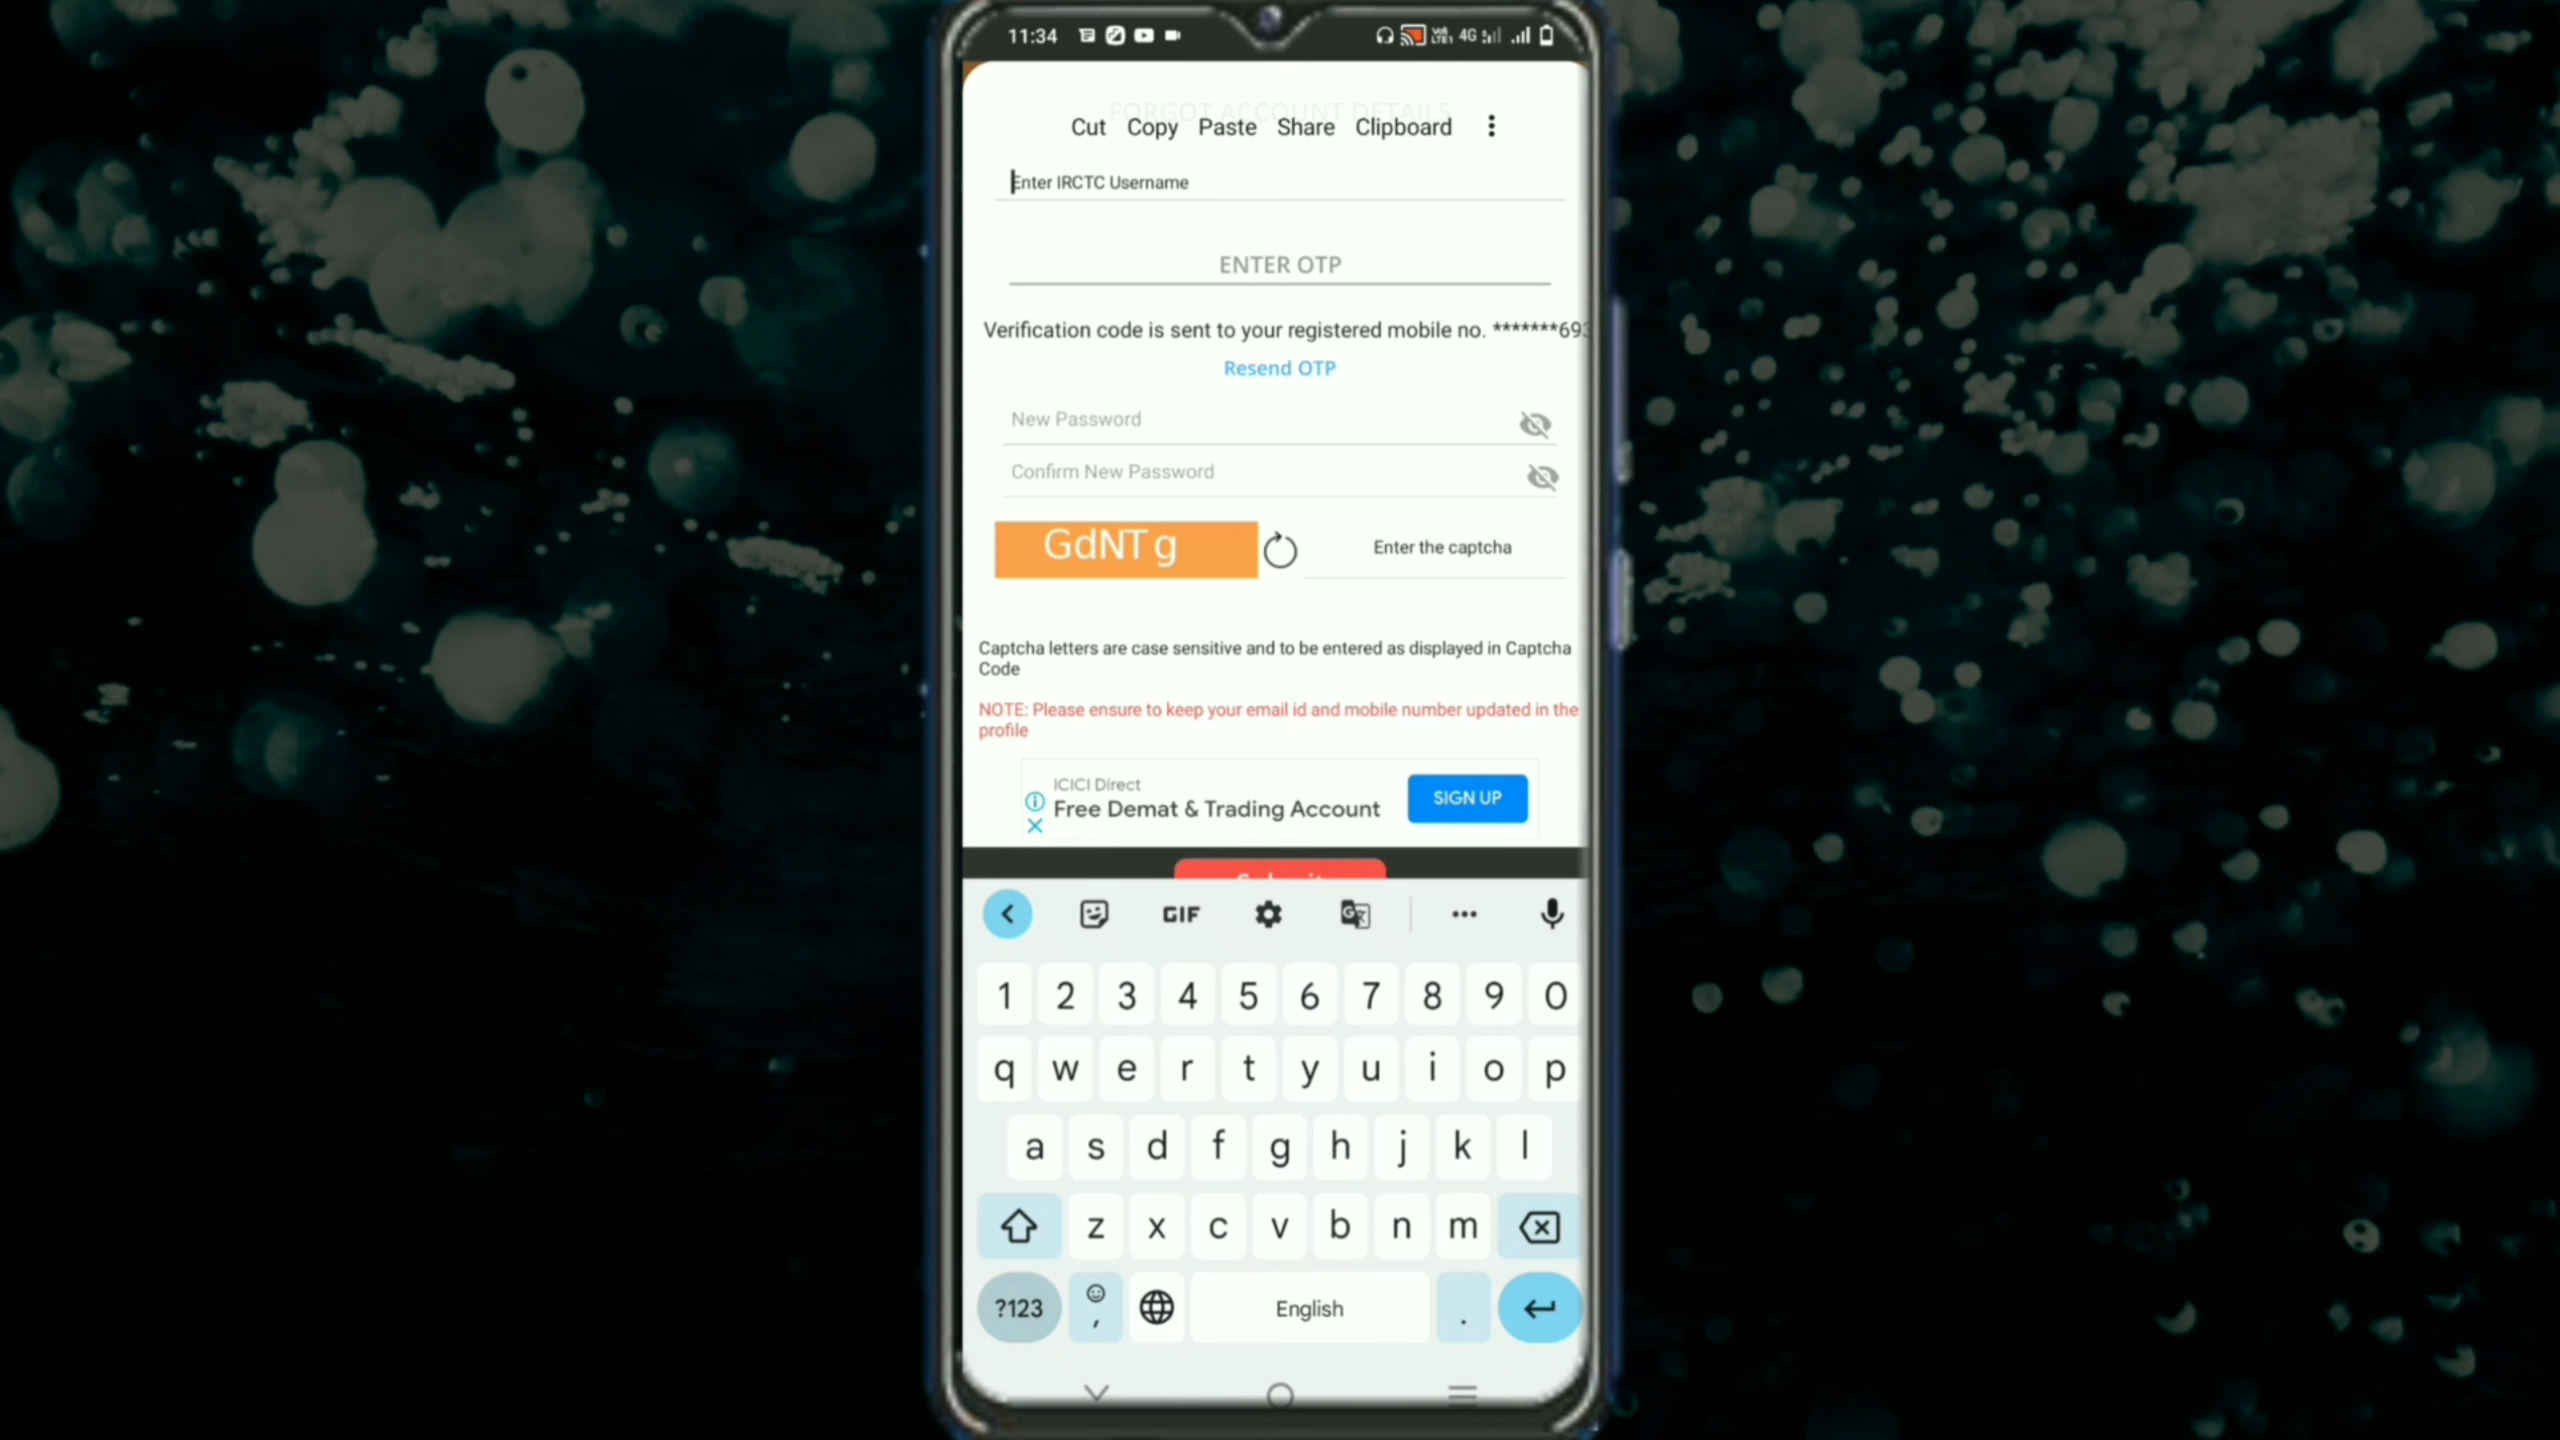 11:34
4G
FORGOT ACCOUNT DETAILS
Cut Copy Paste Share Clipboard
Enter IRCTC Username
ENTER OTP
Verification code is sent to your registered mobile no. *******693
Resend OTP
New Password
Confirm New Password
GdNT g
Enter the captcha
Captcha letters are case sensitive and to be entered as displayed in Captcha
Code
NOTE: Please ensure to keep your email id and mobile number updated in the
profile
ICICI Direct
Free Demat & Trading Account
SIGN UP
GIF
1 2 3 4 5 6 7 8 9 0
q w e r t y u i o p
a s d f g h j k l
z x c v b n m
?123 , English .